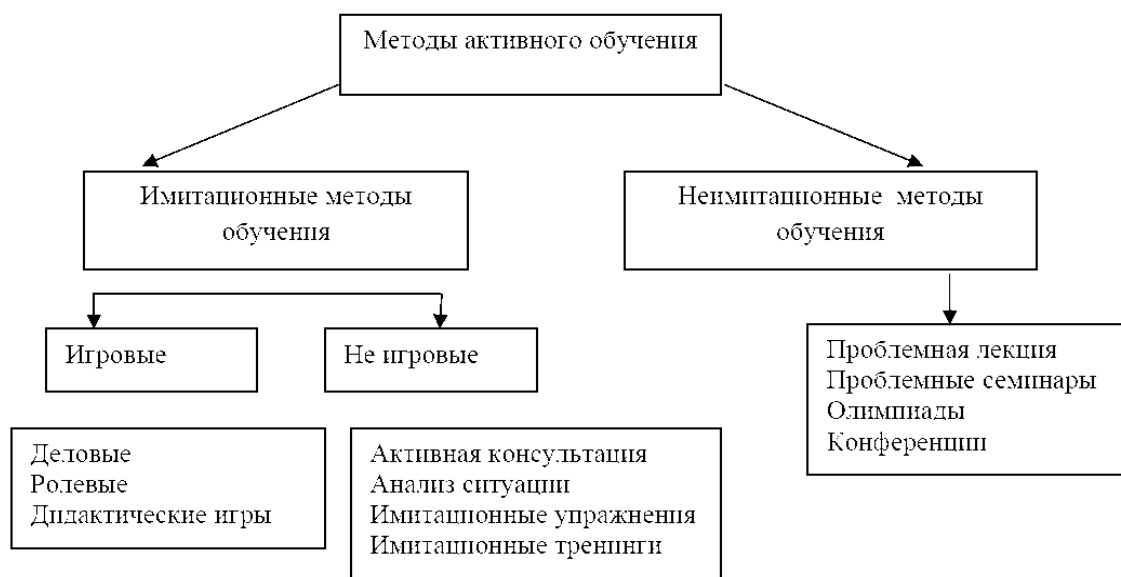 Методы активного обучения
Имитационные методы
обучения
Неимитационные методы
обучения
Игровые
Не игровые
Проблемная лекция
Проблемные семинары
Олимпиады
Конференции
Деловые
Ролевые
Дидактические игры
Активная консультация
Анализ ситуации
Имитационные упражнения
Имитационные тренинги